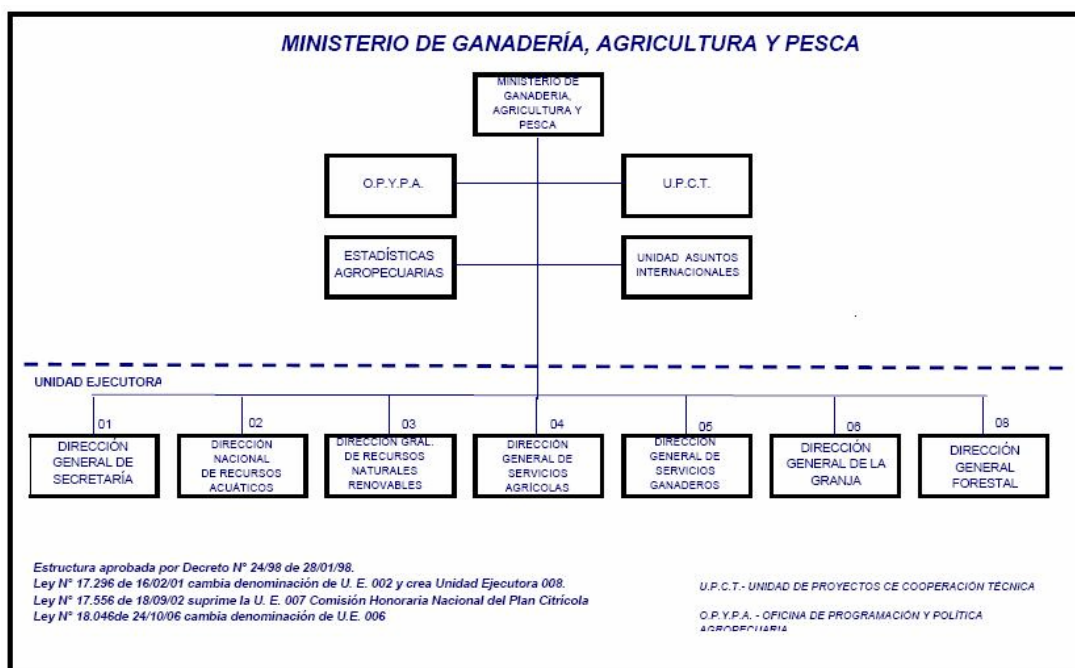 MINISTERIO DE GANADERÍA, AGRICULTURA Y PESCA
MINISTERIO DE
GANADERIA,
AGRICULTURA Y
PESCA
O.P.Y.P.A.
U.P.C.T.
ESTADÍSTICAS
AGROPECUARIAS
UNIDAD ASUNTOS
INTERNACIONALES
UNIDAD EJECUTORA
01
DIRECCIÓN
GENERAL DE
SECRETARÍA
02
DIRECCIÓN
NACIONAL
DE RECURSOS
ACUÁTICOS
03
DIRECCIÓN GRAL.
DE RECURSOS
NATURALES
RENOVABLES
04
DIRECCIÓN
GENERAL DE
SERVICIOS
AGRÍCOLAS
05
DIRECCIÓN
GENERAL DE
SERVICIOS
GANADEROS
06
DIRECCIÓN
GENERAL DE LA
GRANJA
08
DIRECCIÓN
GENERAL
FORESTAL
Estructura aprobada por Decreto N° 24/98 de 28/01/98.
Ley N° 17.296 de 16/02/01 cambia denominación de U. E. 002 y crea Unidad Ejecutora 008.
Ley N° 17.556 de 18/09/02 suprime la U. E. 007 Comisión Honoraria Nacional del Plan Citrícola
Ley N° 18.046de 24/10/06 cambia denominación de U.E. 006
U.P.C.T.- UNIDAD DE PROYECTOS CE COOPERACIÓN TÉCNICA
O.P.Y.P.A. - OFICINA DE PROGRAMACIÓN Y POLÍTICA
AGROPECUARIA